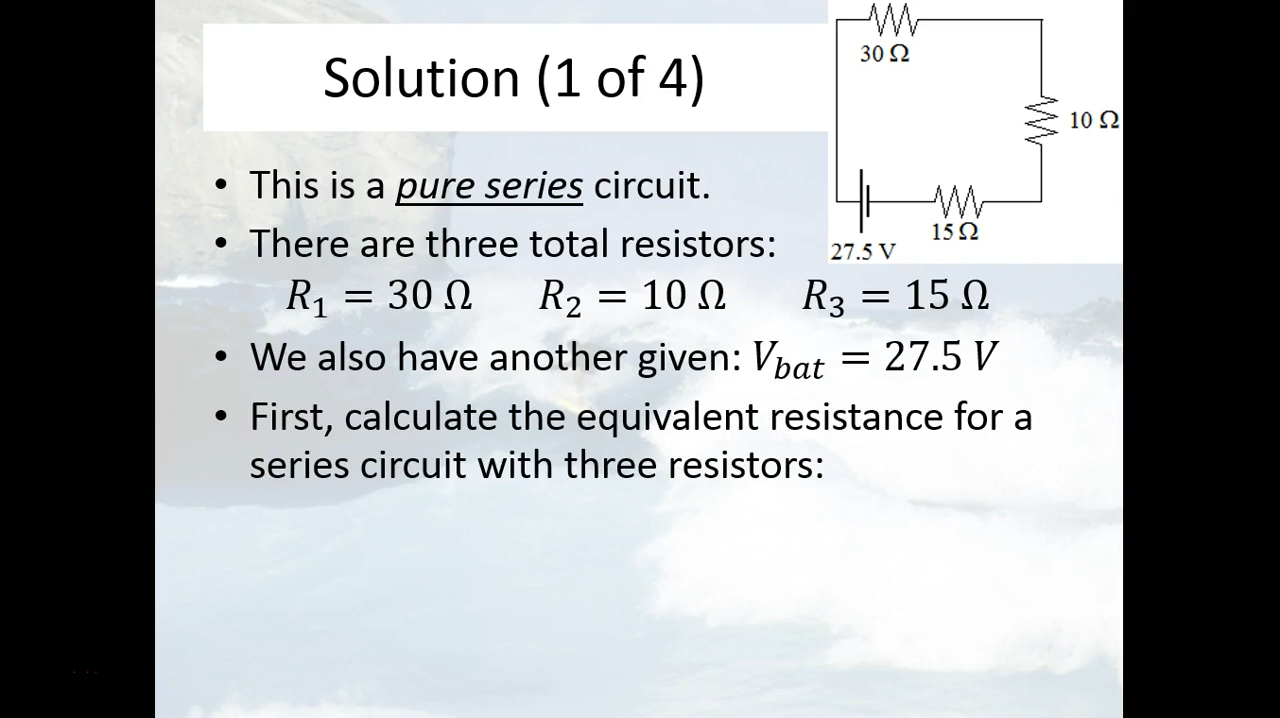 Solution (1 of 4)
30 Ω
10 Ω
15 Ω
27.5 V
• This is a pure series circuit.
• There are three total resistors:
R₁ = 30 Ω R₂ = 10 Ω R₃ = 15 Ω
• We also have another given: V_bat = 27.5 V
• First, calculate the equivalent resistance for a
series circuit with three resistors: